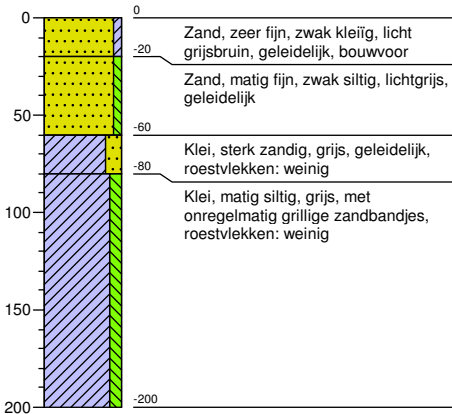 0
0
Zand, zeer fijn, zwak kleiïg, licht
grijsbruin, geleidelijk, bouwvoor
-20
Zand, matig fijn, zwak siltig, lichtgrijs,
geleidelijk
50
-60
Klei, sterk zandig, grijs, geleidelijk,
roestvlekken: weinig
-80
Klei, matig siltig, grijs, met
onregelmatig grillige zandbandjes,
roestvlekken: weinig
100
150
200
-200